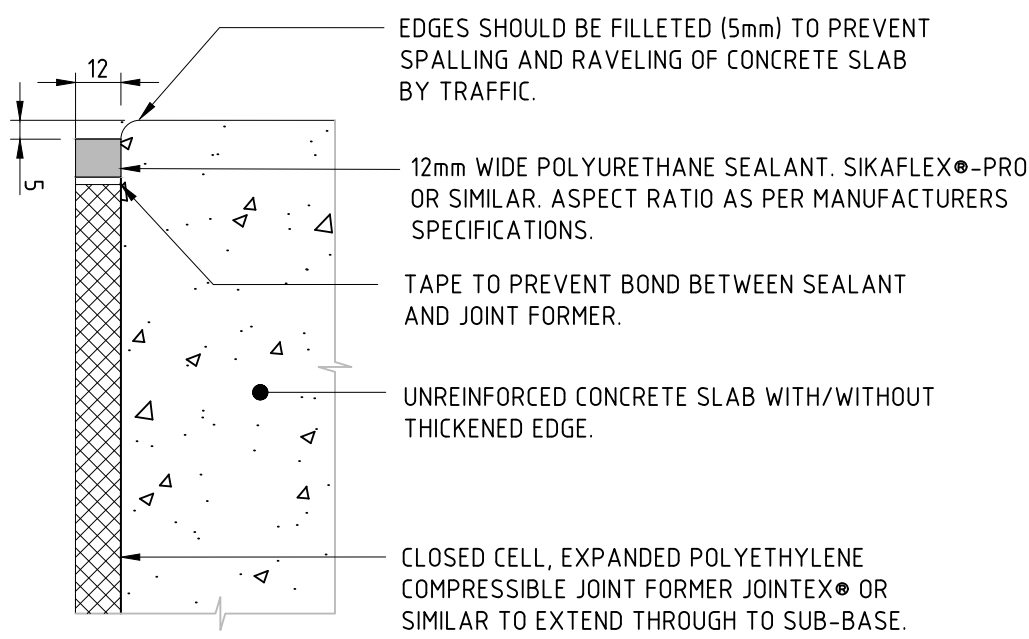 EDGES SHOULD BE FILLETED (5mm) TO PREVENT
SPALLING AND RAVELING OF CONCRETE SLAB
BY TRAFFIC.
12
12mm WIDE POLYURETHANE SEALANT. SIKAFLEX®-PRO
OR SIMILAR. ASPECT RATIO AS PER MANUFACTURERS
SPECIFICATIONS.
5
TAPE TO PREVENT BOND BETWEEN SEALANT
AND JOINT FORMER.
UNREINFORCED CONCRETE SLAB WITH/WITHOUT
THICKENED EDGE.
CLOSED CELL, EXPANDED POLYETHYLENE
COMPRESSIBLE JOINT FORMER JOINTEX® OR
SIMILAR TO EXTEND THROUGH TO SUB-BASE.